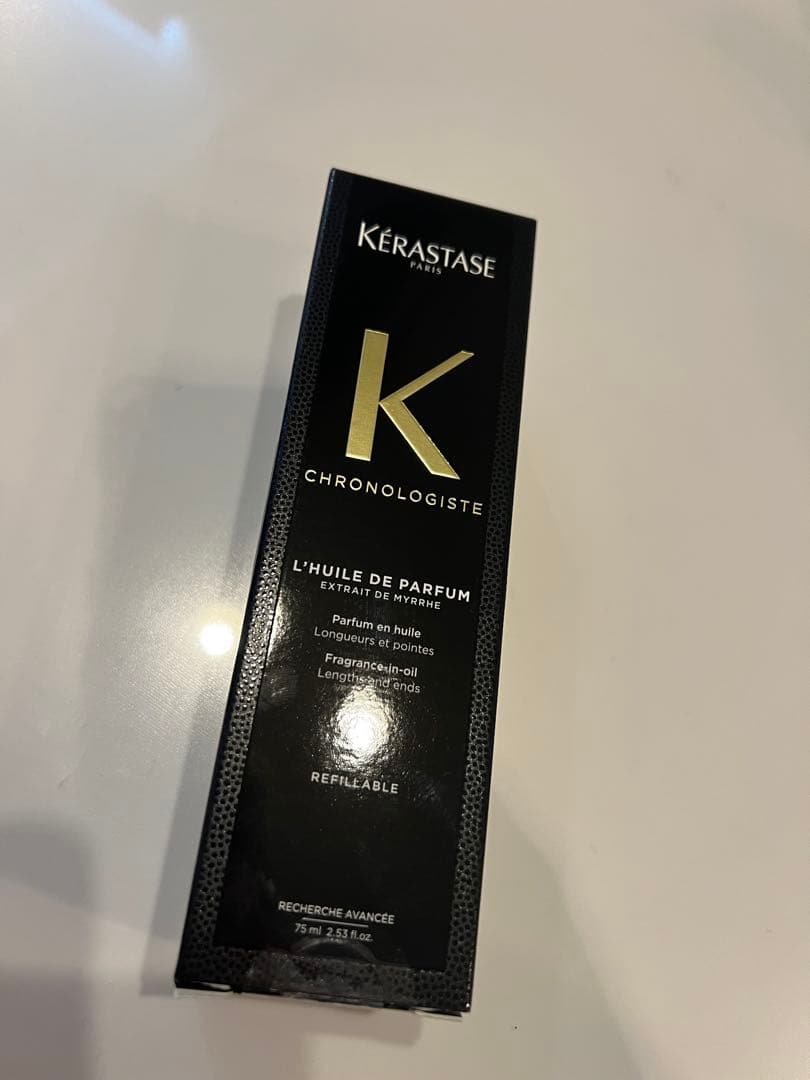 KÉRASTASE
PARIS
K
CHRONOLOGISTE
L'HUILE DE PARFUM
EXTRAIT DE MYRRHE
Parfum en huile
Longueurs et pointes
Fragrance-in-oil
Lengths and ends
REFILLABLE
RECHERCHE AVANCÉE
75 ml 2.53 fl.oz.